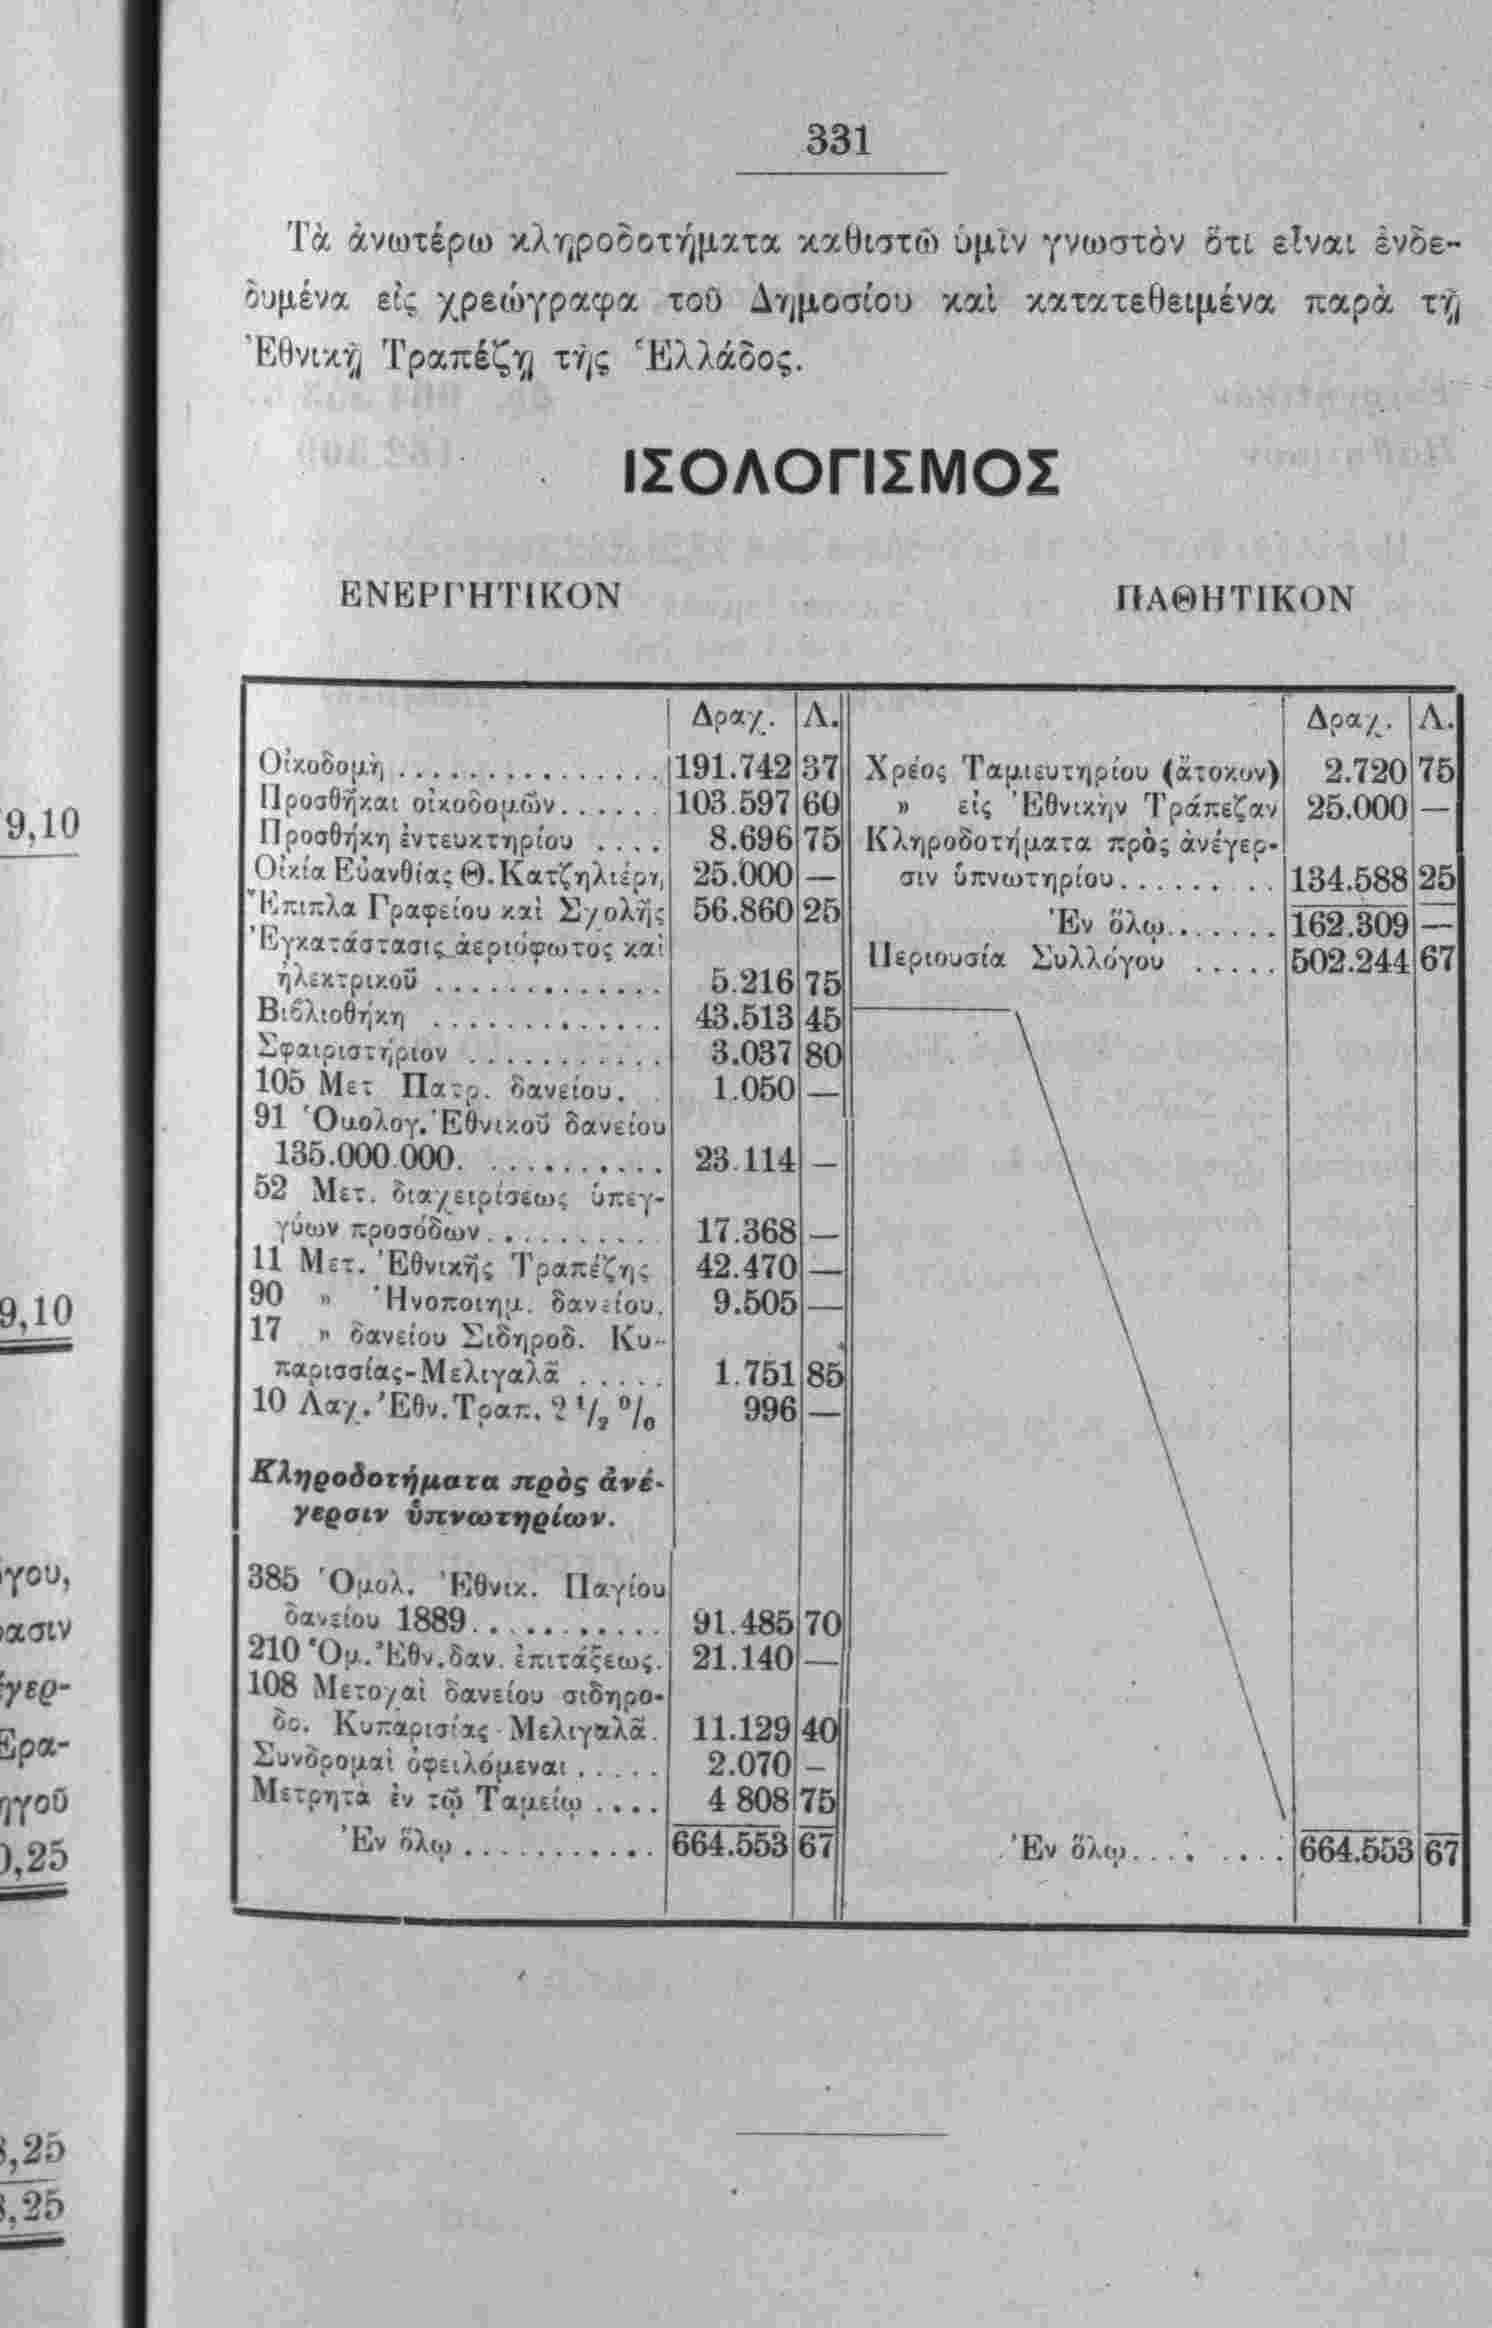 331
Τὰ ἀνωτέρω κληροδοτήματα καθιστῶ ὑμῖν γνωστὸν ὅτι εἶναι ἐνδε-
δυμένα εἰς χρεώγραφα τοῦ Δημοσίου καὶ κατατεθειμένα παρὰ τῇ
Ἐθνικῇ Τραπέζῃ τῆς Ἑλλάδος.
ΙΣΟΛΟΓΙΣΜΟΣ
ΕΝΕΡΓΗΤΙΚΟΝ
Δραχ. Λ.
Οἰκοδομὴ ............... 191.742 37
Προσθῆκαι οἰκοδομῶν...... 103.597 60
Προσθήκη ἐντευκτηρίου .... 8.696 75
Οἰκία Εὐανθίας Θ. Κατζηλιέρη, 25.000 —
Ἔπιπλα Γραφείου καὶ Σχολῆς 56.860 25
Ἐγκατάστασις ἀεριόφωτος καὶ
ἠλεκτρικοῦ ............. 5.216 75
Βιβλιοθήκη ............. 43.513 45
Σφαιριστήριον ........... 3.037 80
105 Μετ Πατρ. δανείου. . 1.050 —
91 Ὁμολογ. Ἐθνικοῦ δανείου
135.000.000. .......... 23.114 —
52 Μετ. διαχειρίσεως ὑπεγ-
γύων προσόδων.......... 17.368 —
11 Μετ. Ἐθνικῆς Τραπέζης 42.470 —
90 » Ἡνοποιημ. δανείου. 9.505 —
17 » δανείου Σιδηροδ. Κυ-
παρισσίας-Μελιγαλᾶ ..... 1.751 85
10 Λαχ. Ἐθν. Τραπ. 2 1/2 0/0 996 —
Κληροδοτήματα πρὸς ἀνέ-
γερσιν ὑπνωτηρίων.
385 Ὁμολ. Ἐθνικ. Παγίου
δανείου 1889........... 91.485 70
210 Ὁμ. Ἐθν. δαν. ἐπιτάξεως. 21.140 —
108 Μετοχαὶ δανείου σιδηρο-
δο. Κυπαρισίας-Μελιγαλᾶ. 11.129 40
Συνδρομαὶ ὀφειλόμεναι ..... 2.070 —
Μετρητὰ ἐν τῷ Ταμείῳ .... 4 808 75
Ἐν ὅλῳ ........... 664.553 67
ΠΑΘΗΤΙΚΟΝ
Δραχ. Λ.
Χρέος Ταμιευτηρίου (ἄτοκον) 2.720 75
» εἰς Ἐθνικὴν Τράπεζαν 25.000 —
Κληροδοτήματα πρὸς ἀνέγερ-
σιν ὑπνωτηρίου......... 134.588 25
Ἐν ὅλῳ....... 162.309 —
Περιουσία Συλλόγου ..... 502.244 67
Ἐν ὅλῳ.... .... 664.553 67